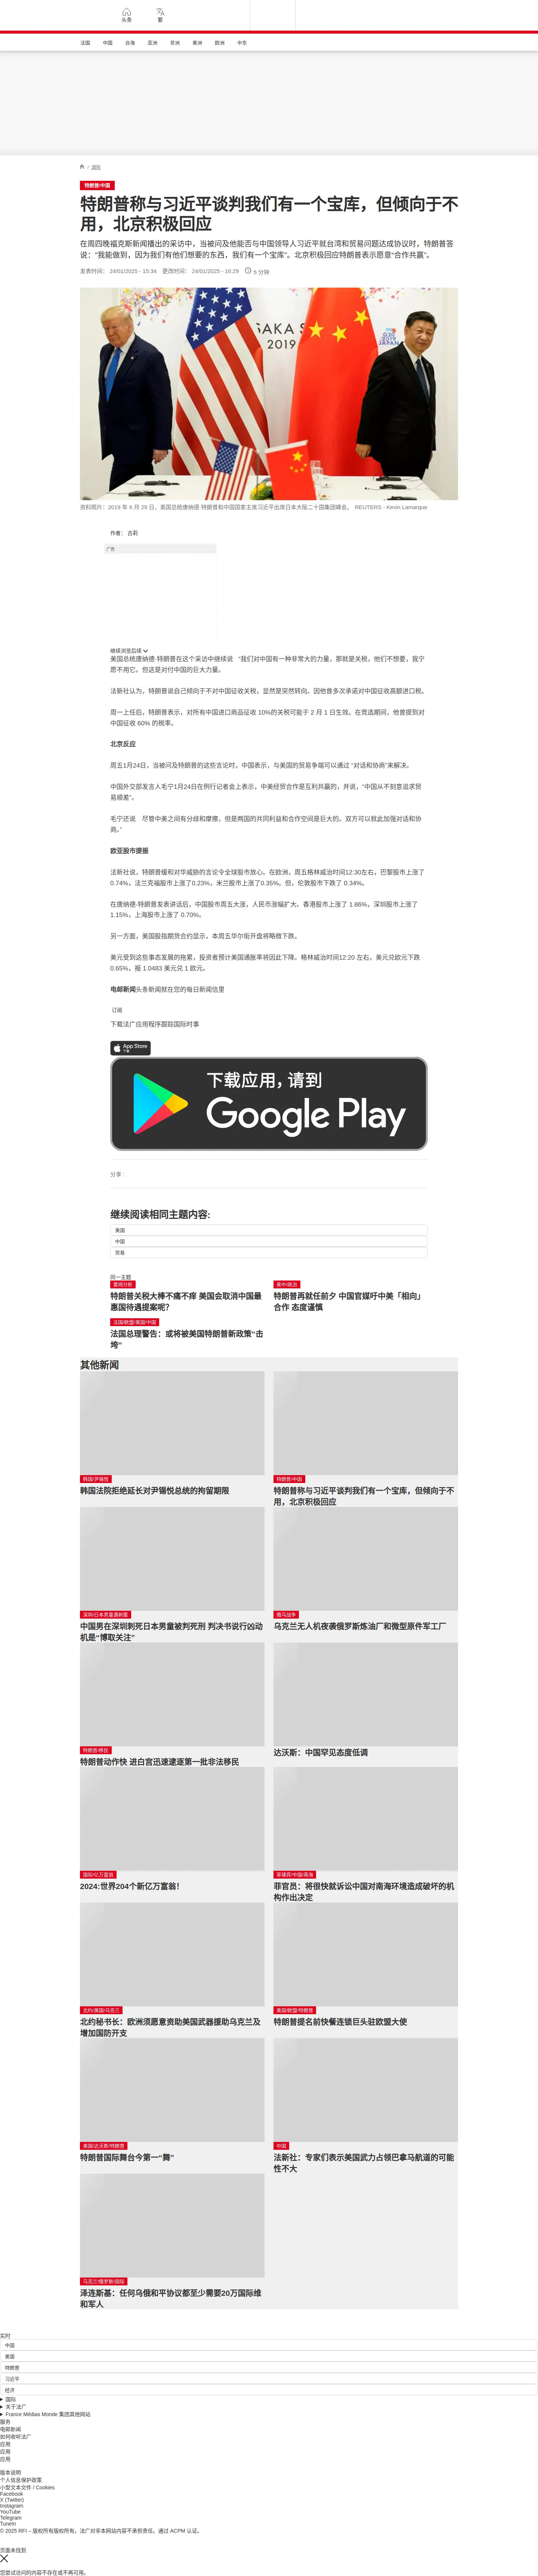 头条
繁
法国
中国
台海
亚洲
非洲
美洲
欧洲
中东
/ 国际
特朗普/中国
特朗普称与习近平谈判我们有一个宝库，但倾向于不
用，北京积极回应
在周四晚福克斯新闻播出的采访中，当被问及他能否与中国领导人习近平就台湾和贸易问题达成协议时，特朗普答
说："我能做到，因为我们有他们想要的东西，我们有一个宝库"。北京积极回应特朗普表示愿意“合作共赢”。
发表时间： 24/01/2025 - 15:34 更改时间： 24/01/2025 - 16:29 5 分钟
SAKA S
2019
G20
2019
JAPAN
资料照片：2019 年 6 月 29 日，美国总统唐纳德·特朗普和中国国家主席习近平出席日本大阪二十国集团峰会。 REUTERS - Kevin Lamarque
作者： 古莉
广告
继续浏览后续
美国总统唐纳德·特朗普在这个采访中继续说 “我们对中国有一种非常大的力量，那就是关税，他们不想要，我宁
愿不用它，但这是对付中国的巨大力量。
法新社认为，特朗普说自己倾向于不对中国征收关税，显然是突然转向。因他曾多次承诺对中国征收高额进口税。
周一上任后，特朗普表示，对所有中国进口商品征收 10%的关税可能于 2 月 1 日生效。在竞选期间，他曾提到对
中国征收 60% 的税率。
北京反应
周五1月24日，当被问及特朗普的这些言论时，中国表示，与美国的贸易争端可以通过 “对话和协商”来解决。
中国外交部发言人毛宁1月24日在例行记者会上表示，中美经贸合作是互利共赢的，并说，“中国从不刻意追求贸
易顺差”。
毛宁还说 尽管中美之间有分歧和摩擦，但是两国的共同利益和合作空间是巨大的。双方可以就此加强对话和协
商。”
欧亚股市提振
法新社说，特朗普缓和对华威胁的言论令全球股市放心。在欧洲，周五格林威治时间12:30左右，巴黎股市上涨了
0.74%，法兰克福股市上涨了0.23%，米兰股市上涨了0.35%。但，伦敦股市下跌了 0.34%。
在唐纳德-特朗普发表讲话后，中国股市周五大涨，人民币涨幅扩大。香港股市上涨了 1.86%，深圳股市上涨了
1.15%，上海股市上涨了 0.70%。
另一方面，美国股指期货合约显示，本周五华尔街开盘将略微下跌。
美元受到这些事态发展的拖累，投资者预计美国通胀率将因此下降。格林威治时间12:20 左右，美元兑欧元下跌
0.65%，报 1.0483 美元兑 1 欧元。
电邮新闻头条新闻就在您的每日新闻信里
订阅
下载法广应用程序跟踪国际时事
App Store
下载应用，请到
Google Play
分享 :
继续阅读相同主题内容:
美国
中国
贸易
同一主题
要闻分析
特朗普关税大棒不痛不痒 美国会取消中国最
惠国待遇提案呢?
美中/政治
特朗普再就任前夕 中国官媒吁中美「相向」
合作 态度谨慎
法国/欧盟/美国/中国
法国总理警告：或将被美国特朗普新政策“击
垮”
其他新闻
韩国/尹锡悦
韩国法院拒绝延长对尹锡悦总统的拘留期限
特朗普/中国
特朗普称与习近平谈判我们有一个宝库，但倾向于不
用，北京积极回应
深圳/日本男童遇刺案
中国男在深圳刺死日本男童被判死刑 判决书说行凶动
机是“博取关注”
俄乌战争
乌克兰无人机夜袭俄罗斯炼油厂和微型原件军工厂
特朗普/移民
特朗普动作快 进白宫迅速逮逐第一批非法移民
达沃斯：中国罕见态度低调
国际/亿万富翁
2024:世界204个新亿万富翁！
菲律宾/中国/南海
菲官员：将很快就诉讼中国对南海环境造成破坏的机
构作出决定
北约/美国/乌克兰
北约秘书长：欧洲须愿意资助美国武器援助乌克兰及
增加国防开支
美国/欧盟/特朗普
特朗普提名前快餐连锁巨头驻欧盟大使
美国/达沃斯/特朗普
特朗普国际舞台今第一“舞”
中国
法新社：专家们表示美国武力占领巴拿马航道的可能
性不大
乌克兰/俄罗斯/国际
泽连斯基：任何乌俄和平协议都至少需要20万国际维
和军人
实时
中国
美国
特朗普
习近平
经济
国际
关于法广
France Médias Monde 集团其他网站
服务
电邮新闻
如何收听法广
应用
应用
应用
版本说明
个人信息保护政策
小型文本文件 / Cookies
Facebook
X (Twitter)
Instagram
YouTube
Telegram
TuneIn
© 2025 RFI – 版权所有版权所有。法广对非本网站内容不承担责任。通过 ACPM 认证。
页面未找到
您尝试访问的内容不存在或不再可用。